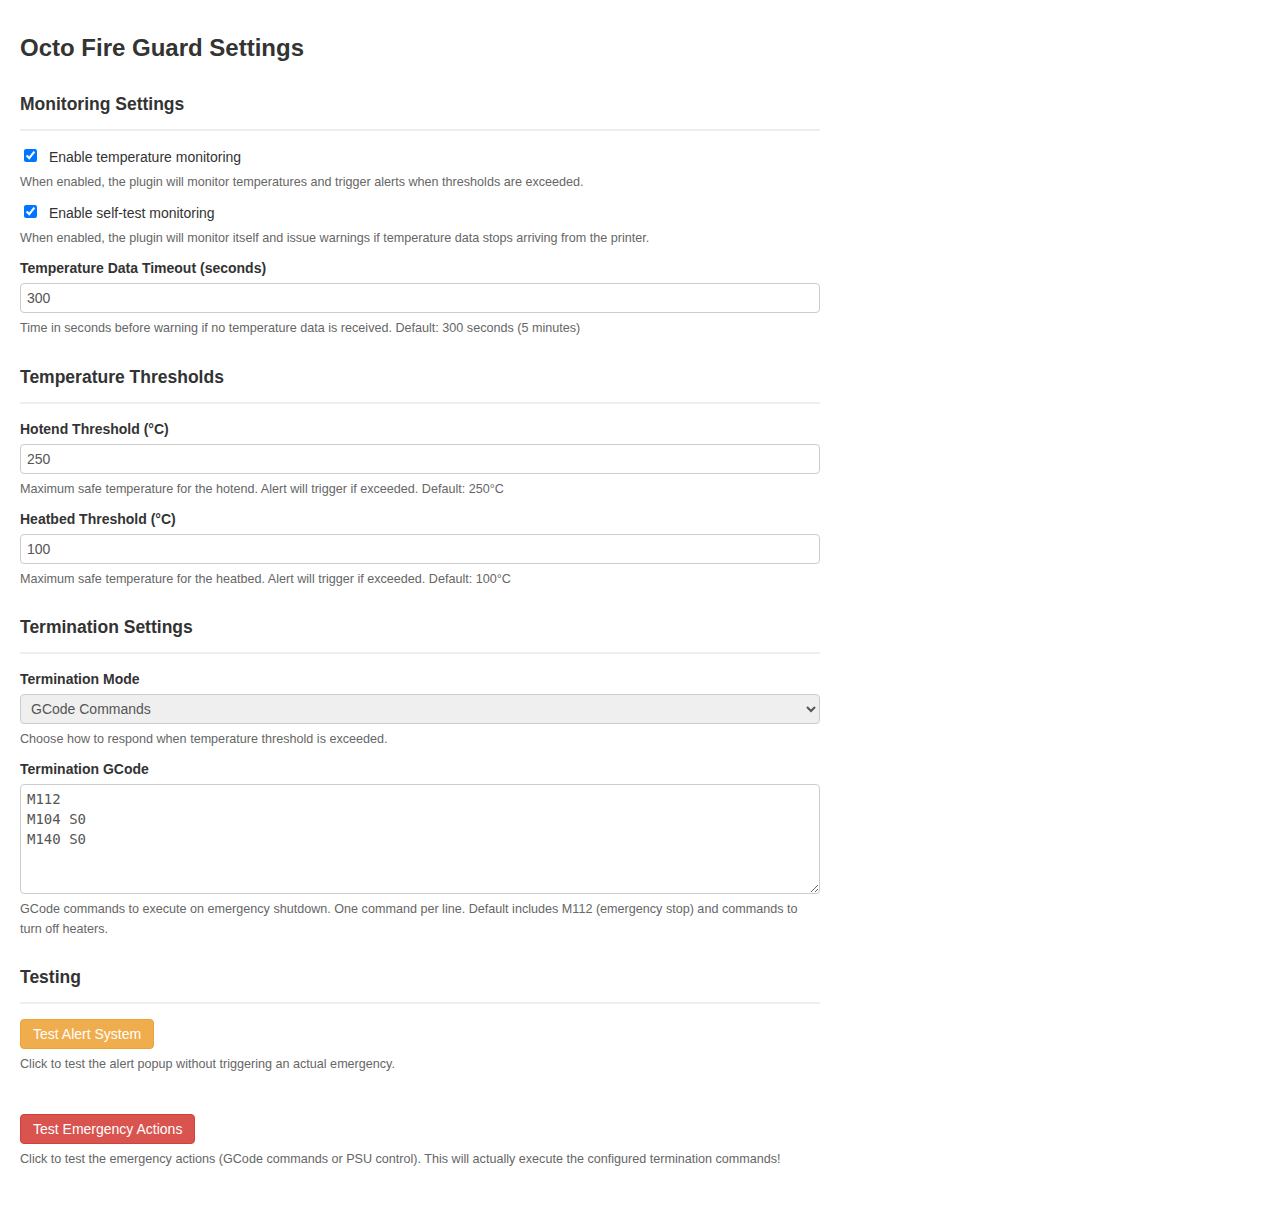 Octo Fire Guard Settings
Monitoring Settings
Enable temperature monitoring
When enabled, the plugin will monitor temperatures and trigger alerts when thresholds are exceeded.
Enable self-test monitoring
When enabled, the plugin will monitor itself and issue warnings if temperature data stops arriving from the printer.
Temperature Data Timeout (seconds)
300
Time in seconds before warning if no temperature data is received. Default: 300 seconds (5 minutes)
Temperature Thresholds
Hotend Threshold (°C)
250
Maximum safe temperature for the hotend. Alert will trigger if exceeded. Default: 250°C
Heatbed Threshold (°C)
100
Maximum safe temperature for the heatbed. Alert will trigger if exceeded. Default: 100°C
Termination Settings
Termination Mode
GCode Commands
Choose how to respond when temperature threshold is exceeded.
Termination GCode
M112
M104 S0
M140 S0
GCode commands to execute on emergency shutdown. One command per line. Default includes M112 (emergency stop) and commands to
turn off heaters.
Testing
Test Alert System
Click to test the alert popup without triggering an actual emergency.
Test Emergency Actions
Click to test the emergency actions (GCode commands or PSU control). This will actually execute the configured termination commands!